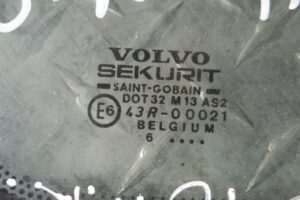 VOLVO
SEKURIT
SAINT-GOBAIN
DOT32 M13 AS2
E6 43R-00021
BELGIUM
6 ....